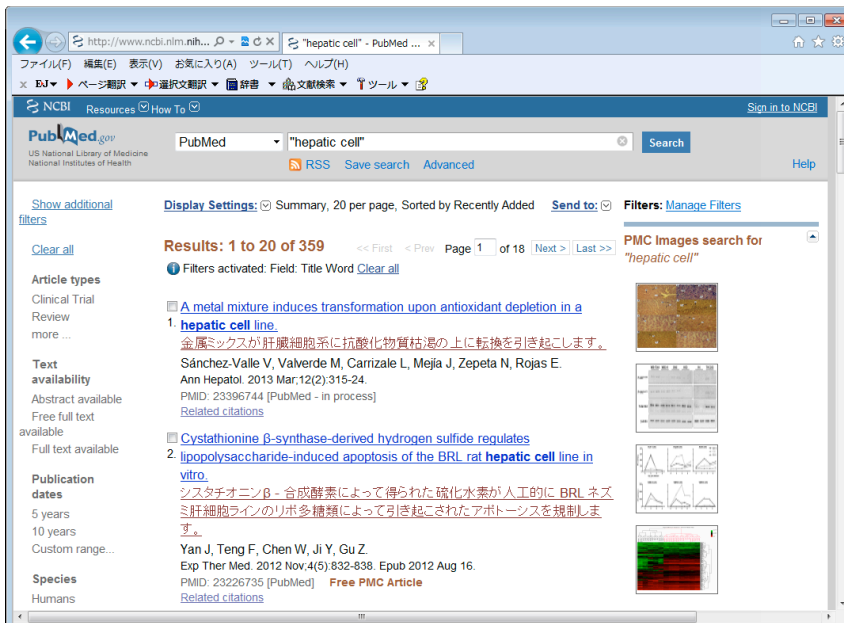 http://www.ncbi.nlm.nih... "hepatic cell" - PubMed ... ×
ファイル(F) 編集(E) 表示(V) お気に入り(A) ツール(T) ヘルプ(H)
x EJ▼ ページ翻訳 ▼ 選択文翻訳 ▼ 辞書 ▼ 文献検索 ▼ ツール ▼
NCBI Resources How To Sign in to NCBI
PubMed.gov
US National Library of Medicine
National Institutes of Health
PubMed "hepatic cell" Search
RSS Save search Advanced Help
Show additional
filters
Clear all
Article types
Clinical Trial
Review
more ...
Text
availability
Abstract available
Free full text
available
Full text available
Publication
dates
5 years
10 years
Custom range...
Species
Humans
Display Settings: Summary, 20 per page, Sorted by Recently Added Send to:
Results: 1 to 20 of 359 << First < Prev Page 1 of 18 Next > Last >>
Filters activated: Field: Title Word Clear all
A metal mixture induces transformation upon antioxidant depletion in a
1. hepatic cell line.
金属ミックスが肝臓細胞系に抗酸化物質枯渇の上に転換を引き起こします。
Sánchez-Valle V, Valverde M, Carrizale L, Mejía J, Zepeta N, Rojas E.
Ann Hepatol. 2013 Mar;12(2):315-24.
PMID: 23396744 [PubMed - in process]
Related citations
Cystathionine β-synthase-derived hydrogen sulfide regulates
2. lipopolysaccharide-induced apoptosis of the BRL rat hepatic cell line in
vitro.
シスタチオニンβ - 合成酵素によって得られた硫化水素が人工的に BRL ネズ
ミ肝細胞ラインのリポ多糖類によって引き起こされたアポトーシスを規制しま
す。
Yan J, Teng F, Chen W, Ji Y, Gu Z.
Exp Ther Med. 2012 Nov;4(5):832-838. Epub 2012 Aug 16.
PMID: 23226735 [PubMed] Free PMC Article
Related citations
Filters: Manage Filters
PMC Images search for
"hepatic cell"